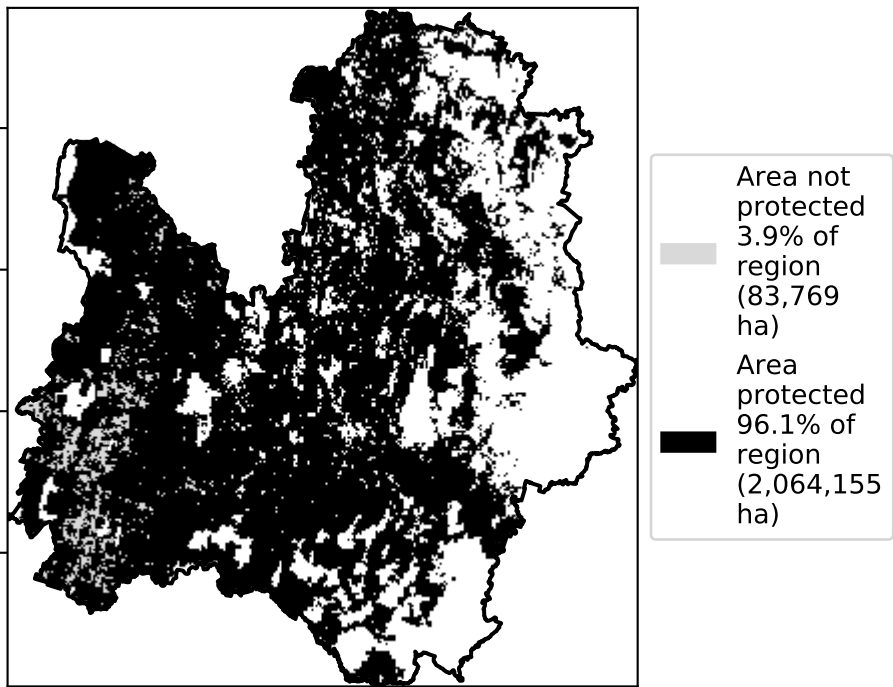 Area not
protected
3.9% of
region
(83,769
ha)
Area
protected
96.1% of
region
(2,064,155
ha)